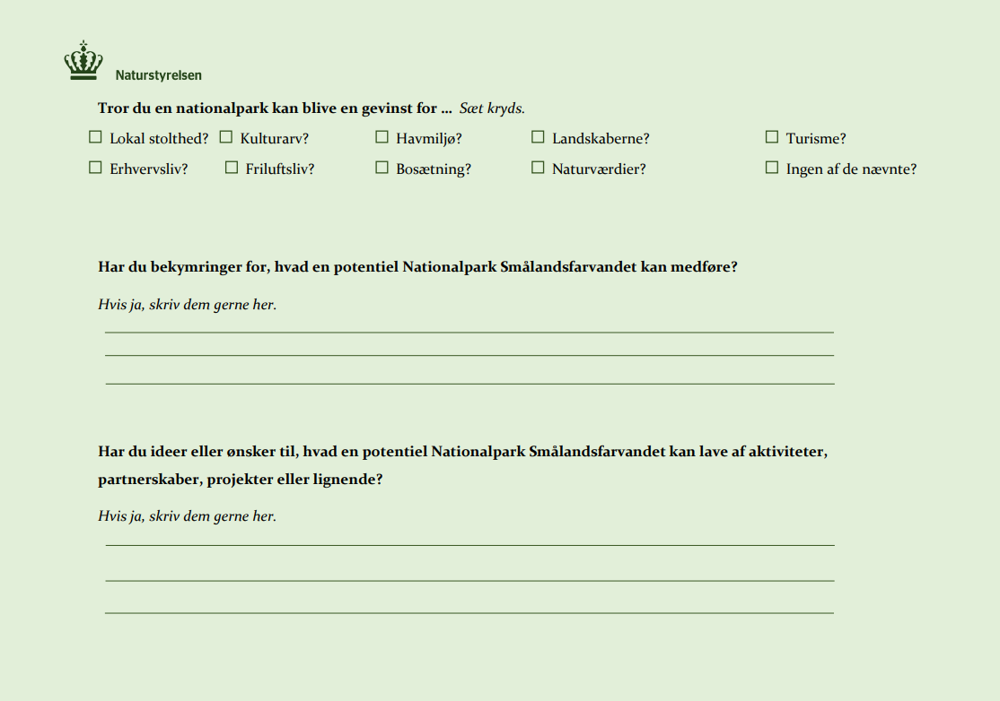 Naturstyrelsen
Tror du en nationalpark kan blive en gevinst for ... Sæt kryds.
☐ Lokal stolthed? ☐ Kulturarv? ☐ Havmiljø? ☐ Landskaberne? ☐ Turisme?
☐ Erhvervsliv? ☐ Friluftsliv? ☐ Bosætning? ☐ Naturværdier? ☐ Ingen af de nævnte?
Har du bekymringer for, hvad en potentiel Nationalpark Smålandsfarvandet kan medføre?
Hvis ja, skriv dem gerne her.
Har du ideer eller ønsker til, hvad en potentiel Nationalpark Smålandsfarvandet kan lave af aktiviteter,
partnerskaber, projekter eller lignende?
Hvis ja, skriv dem gerne her.